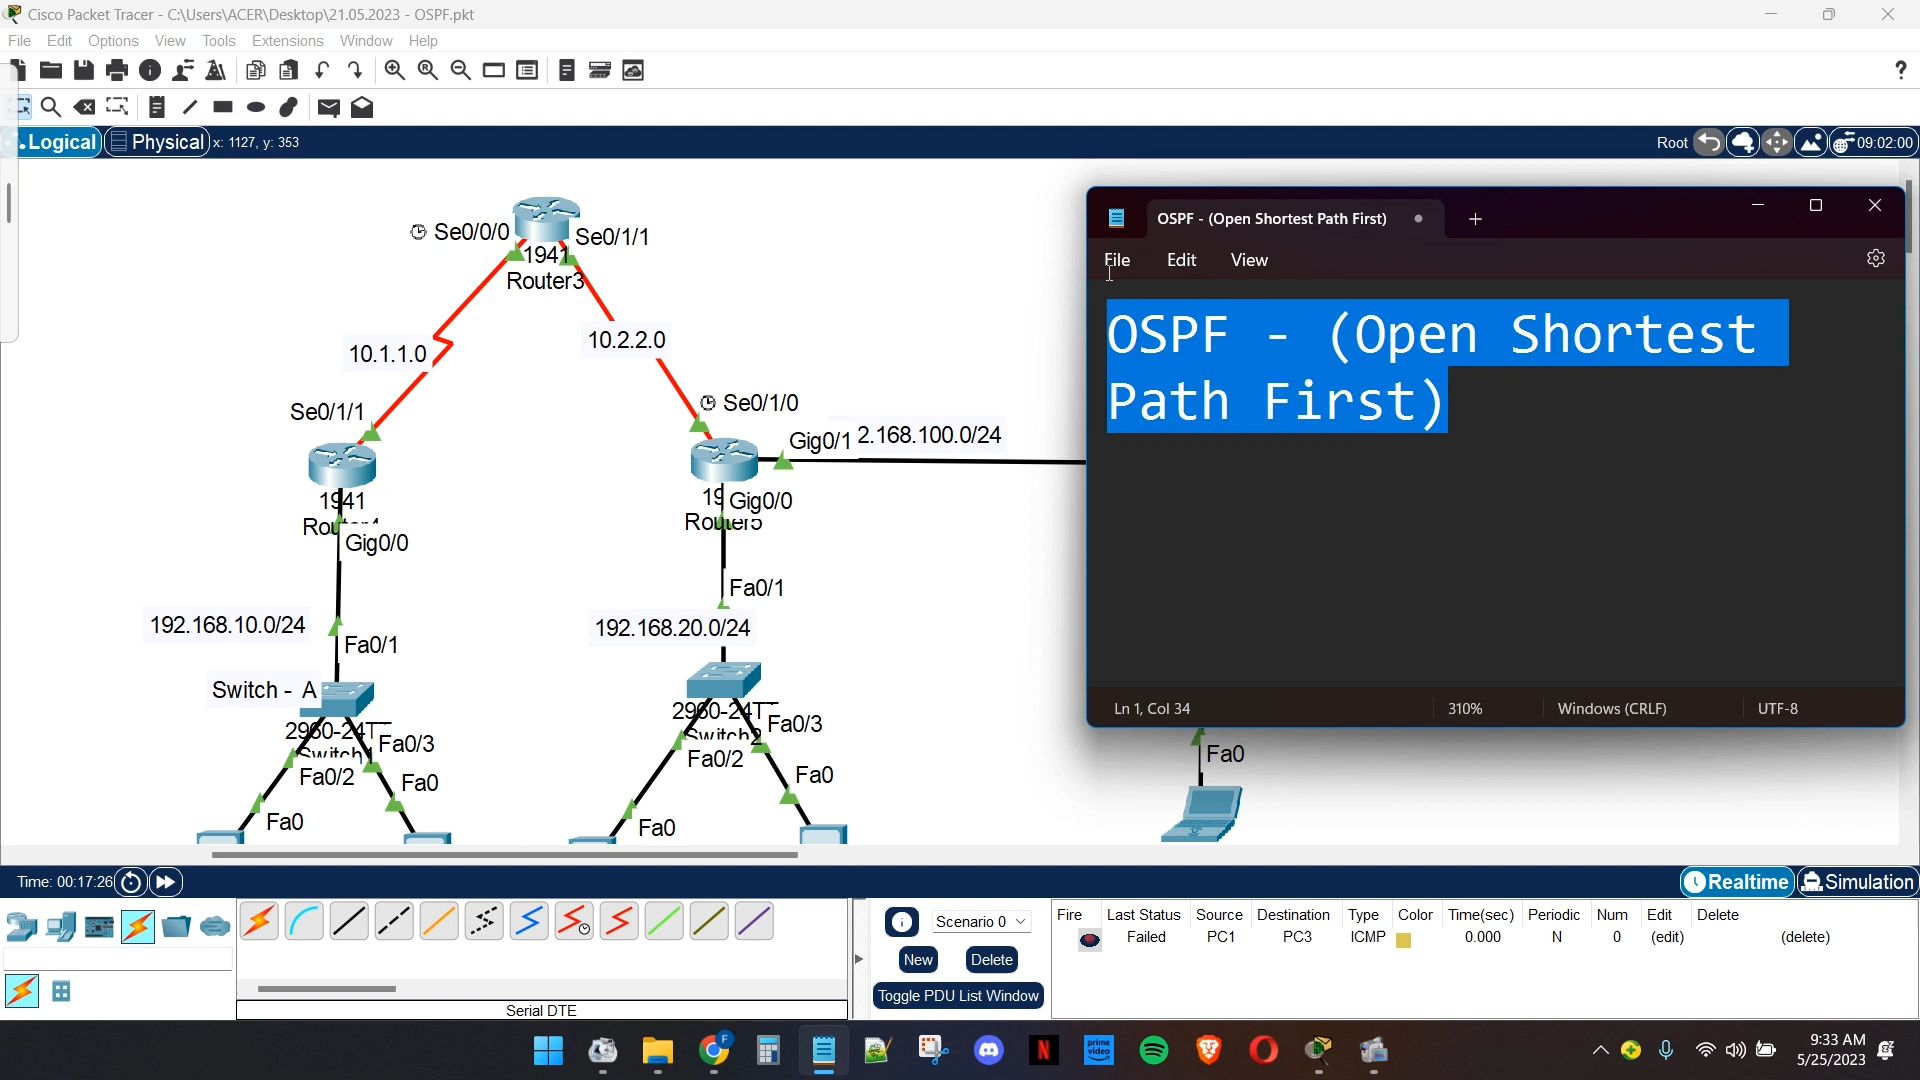 Cisco Packet Tracer - C:\Users\ACER\Desktop\21.05.2023 - OSPF.pkt
File Edit Options View Tools Extensions Window Help
?
Logical Physical x: 1127, y: 353
Root 09:02:00
Se0/0/0
Se0/1/1
1941
Router3
10.1.1.0
10.2.2.0
Se0/1/1
Se0/1/0
Gig0/1
2.168.100.0/24
1941
Gig0/0
Gig0/0
Fa0/1
192.168.10.0/24
192.168.20.0/24
Fa0/1
Switch - A
2960-24TT
Fa0/3
Fa0/2
Fa0
Fa0
2960-24TT
Fa0/3
Switch2
Fa0/2
Fa0
Fa0
OSPF - (Open Shortest Path First)
File Edit View
OSPF - (Open Shortest
Path First)
Ln 1, Col 34 310% Windows (CRLF) UTF-8
Fa0
Time: 00:17:26
Realtime Simulation
Scenario 0
New Delete
Toggle PDU List Window
Serial DTE
Fire Last Status Source Destination Type Color Time(sec) Periodic Num Edit Delete
Failed PC1 PC3 ICMP 0.000 N 0 (edit) (delete)
F
N
prime video
9:33 AM
5/25/2023